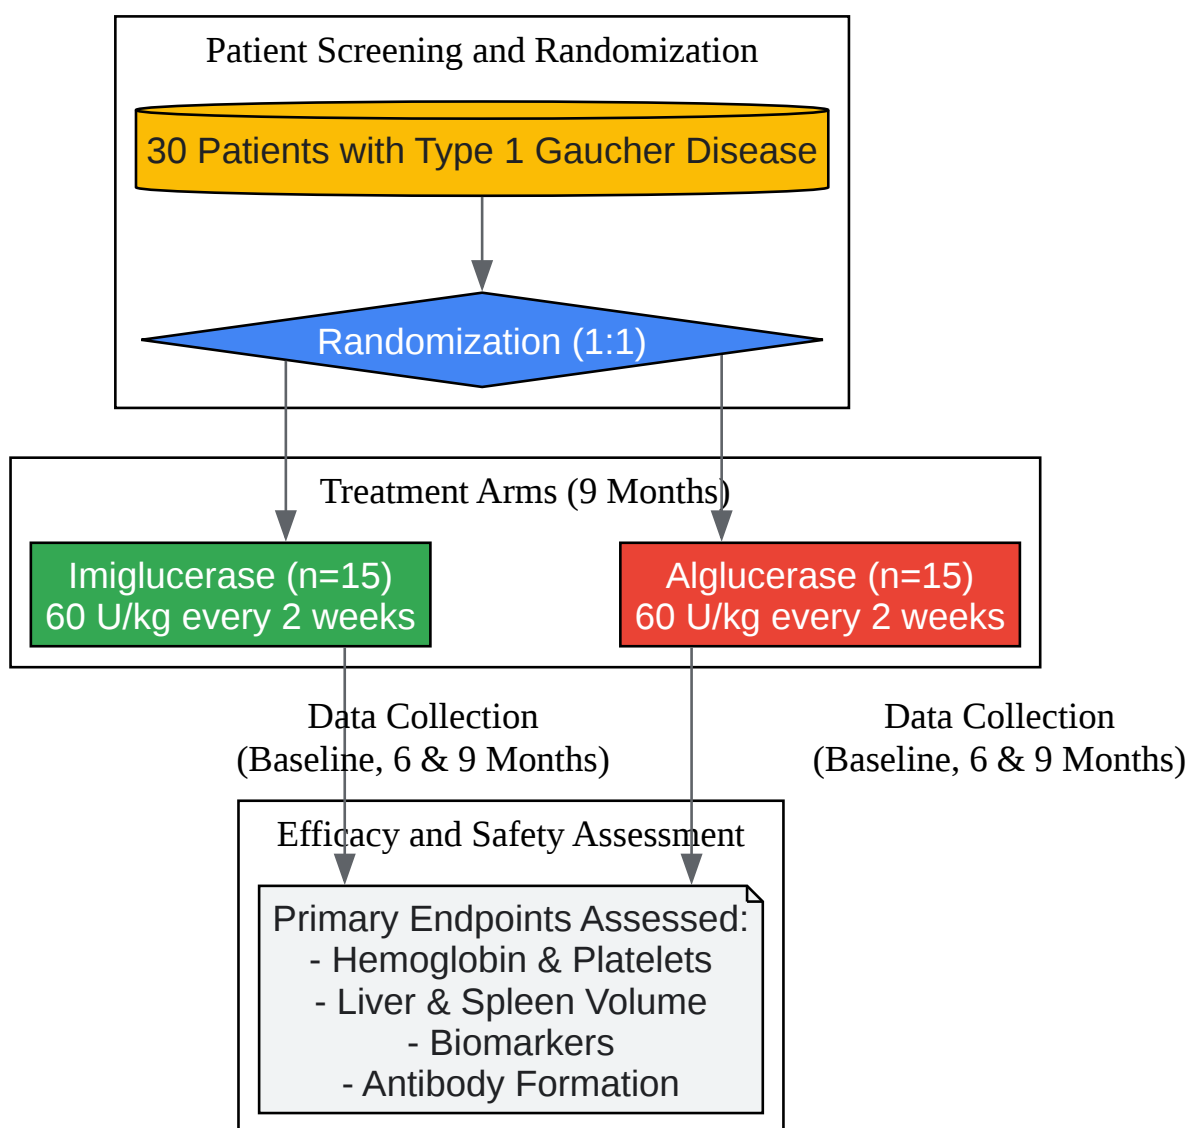 Patient Screening and Randomization
30 Patients with Type 1 Gaucher Disease
Randomization (1:1)
Treatment Arms (9 Months)
Imiglucerase (n=15)
60 U/kg every 2 weeks
Alglucerase (n=15)
60 U/kg every 2 weeks
Data Collection
(Baseline, 6 & 9 Months)
Data Collection
(Baseline, 6 & 9 Months)
Efficacy and Safety Assessment
Primary Endpoints Assessed:
- Hemoglobin & Platelets
- Liver & Spleen Volume
- Biomarkers
- Antibody Formation